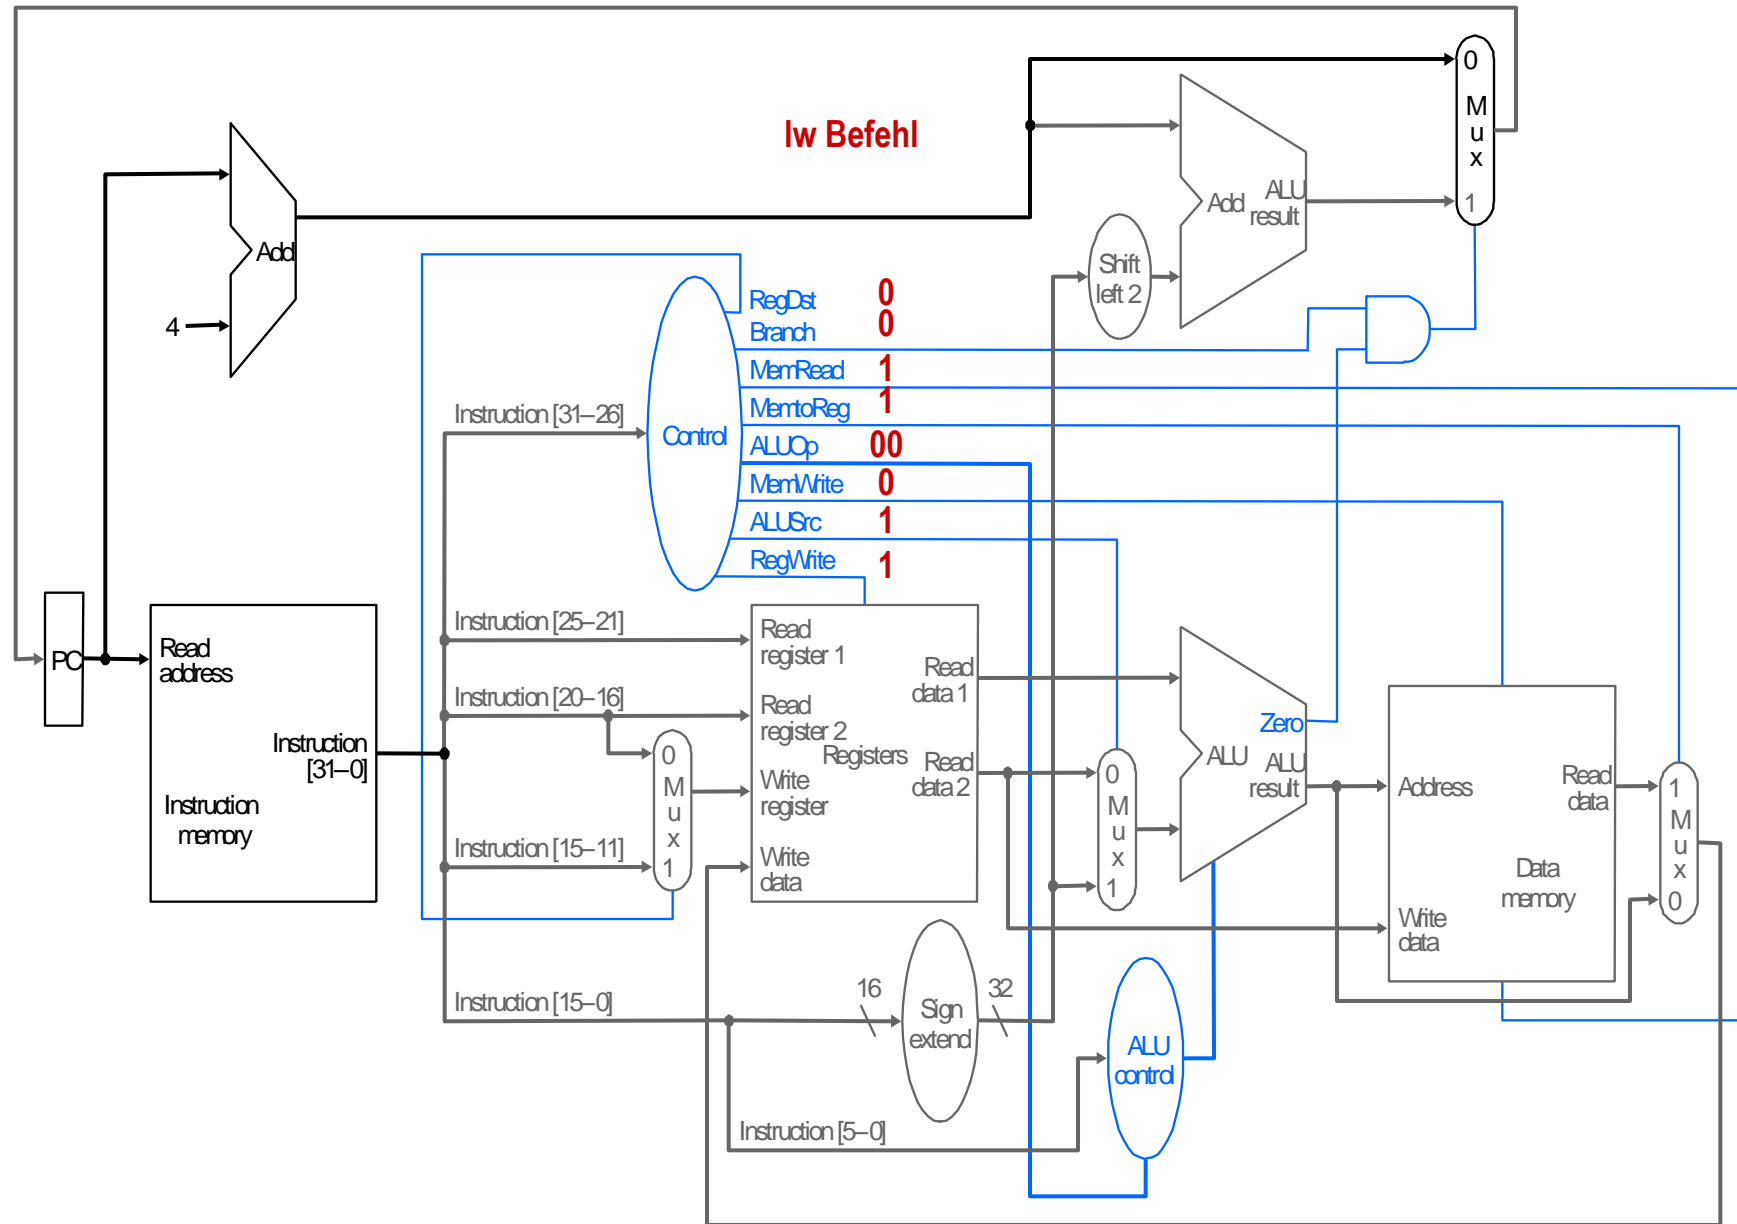 0
M
u
x
1
lw Befehl
Add
ALU
result
Add
4
Shift
left 2
RegDst 0
Branch 0
MemRead 1
MemtoReg 1
ALUOp 00
MemWrite 0
ALUSrc 1
RegWrite 1
Control
Instruction [31–26]
Instruction [25–21]
Instruction [20–16]
Instruction [15–11]
Instruction [15–0]
Instruction [5–0]
PC
Read
address
Instruction
[31–0]
Instruction
memory
0
M
u
x
1
Read
register 1
Read
register 2
Write
register
Write
data
Registers
Read
data 1
Read
data 2
0
M
u
x
1
Zero
ALU
ALU
result
Address
Read
data
Data
memory
Write
data
1
M
u
x
0
16
Sign
extend
32
ALU
control